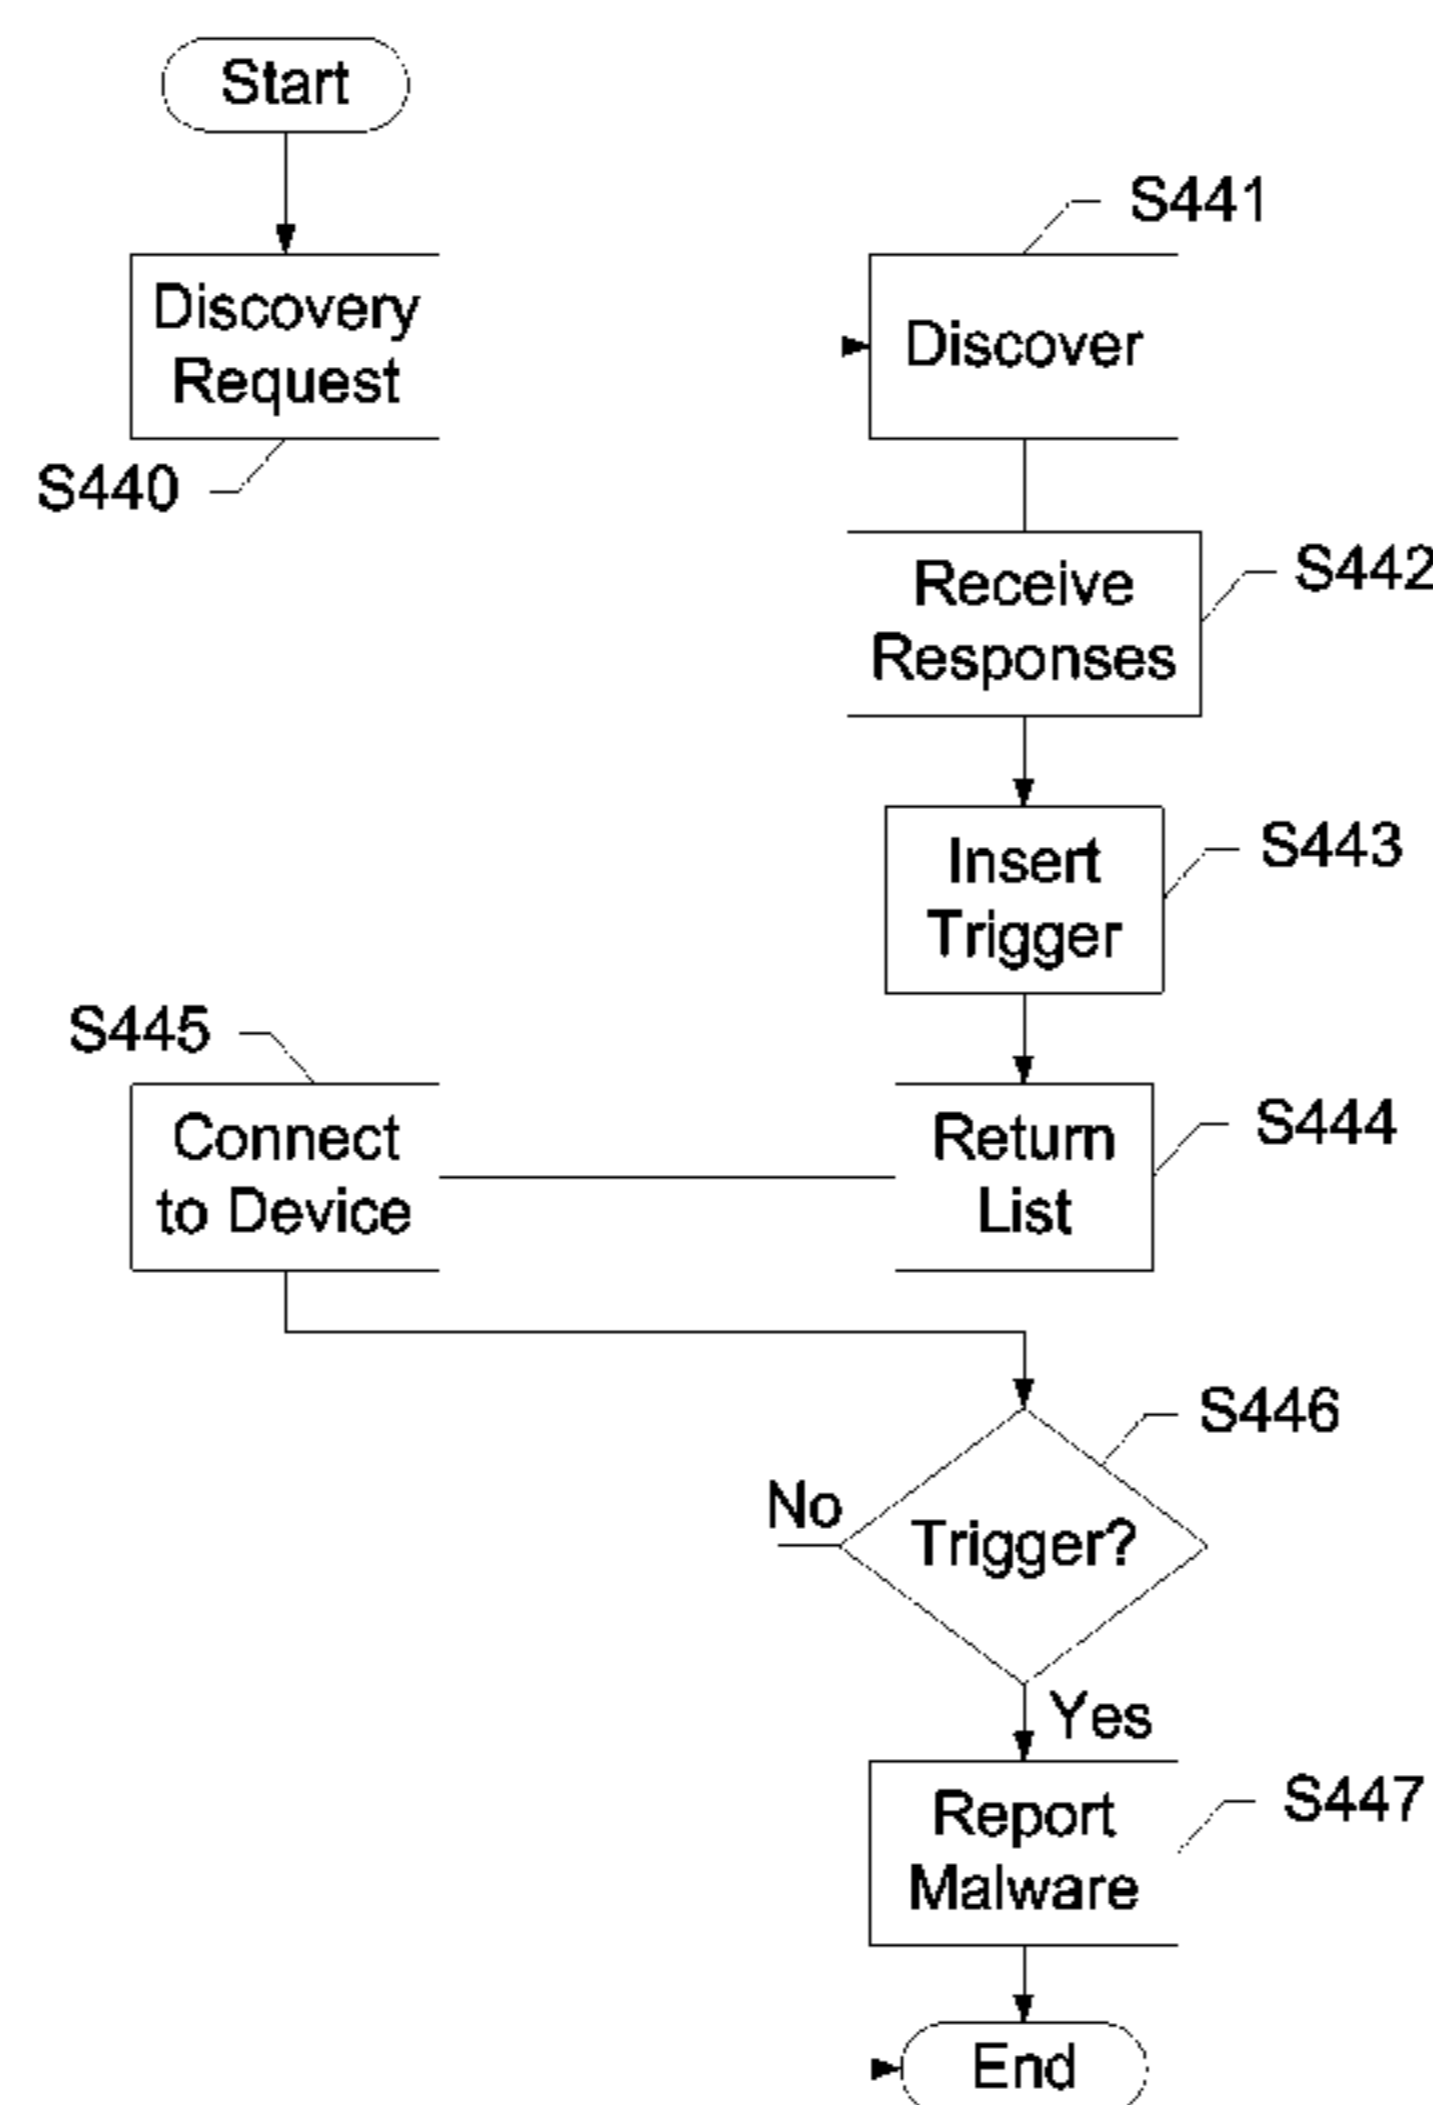 Start
S441
Discovery
Request
Discover
S440
Receive
Responses
S442
Insert
Trigger
S443
S445
Connect
to Device
Return
List
S444
S446
No
Trigger?
Yes
Report
Malware
S447
End